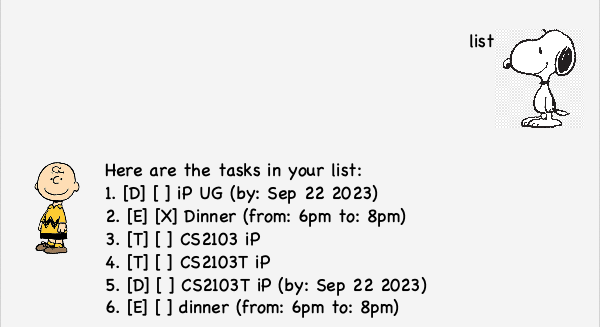 list
Here are the tasks in your list:
1. [D] [ ] iP UG (by: Sep 22 2023)
2. [E] [X] Dinner (from: 6pm to: 8pm)
3. [T] [ ] CS2103 iP
4. [T] [ ] CS2103T iP
5. [D] [ ] CS2103T iP (by: Sep 22 2023)
6. [E] [ ] dinner (from: 6pm to: 8pm)